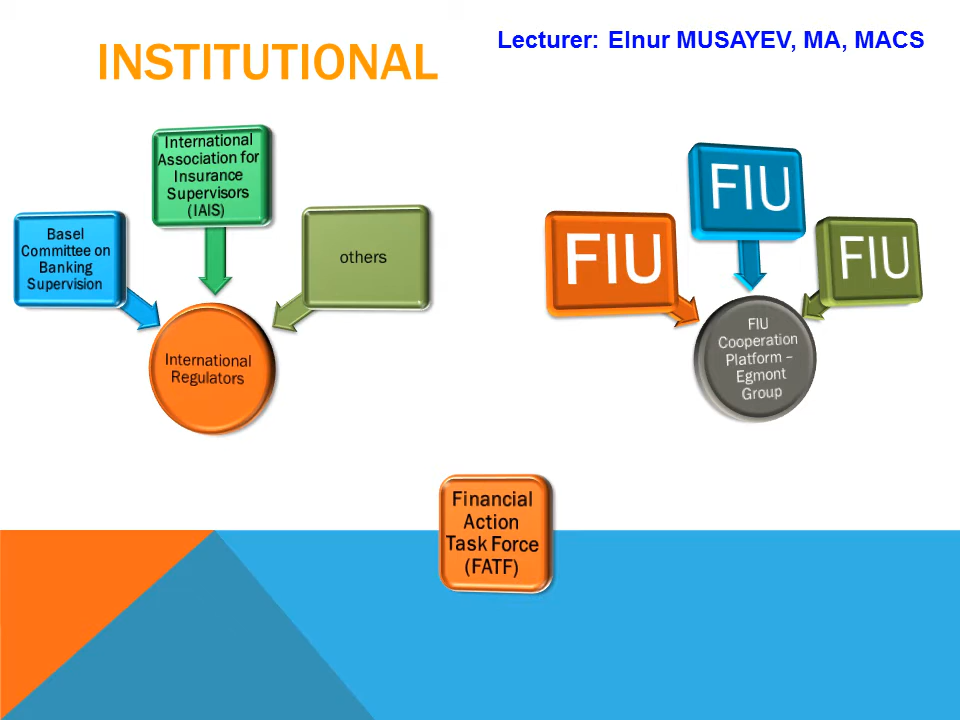 INSTITUTIONAL
Lecturer: Elnur MUSAYEV, MA, MACS
International
Association for
Insurance
Supervisors
(IAIS)
Basel
Committee on
Banking
Supervision
others
International
Regulators
FIU
FIU
FIU
FIU
Cooperation
Platform –
Egmont
Group
Financial
Action
Task Force
(FATF)